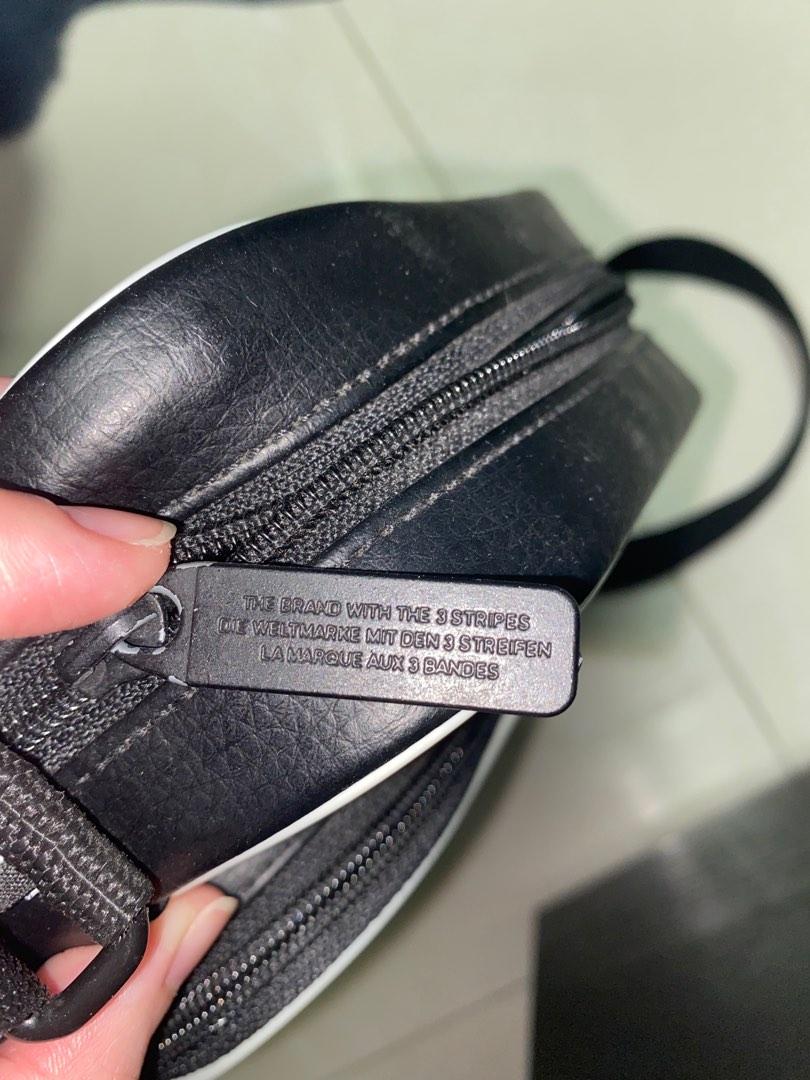 THE BRAND WITH THE 3 STRIPES
DIE WELTMARKE MIT DEN 3 STREIFEN
LA MARQUE AUX 3 BANDES